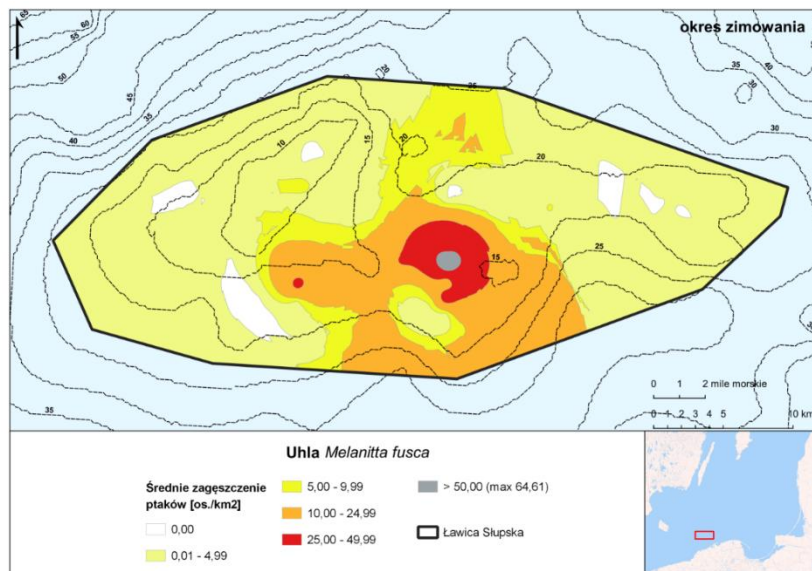 okres zimowania
65
60
55
50
45
40
35
30
35
25
35
40
35
30
10
15
20
20
25
15
35
0 1 2 mile morskie
0 1 2 3 4 5 10 km
Uhla Melanitta fusca
Średnie zagęszczenie
ptaków [os./km2]
0,00
0,01 - 4,99
5,00 - 9,99
10,00 - 24,99
25,00 - 49,99
> 50,00 (max 64,61)
Ławica Słupska